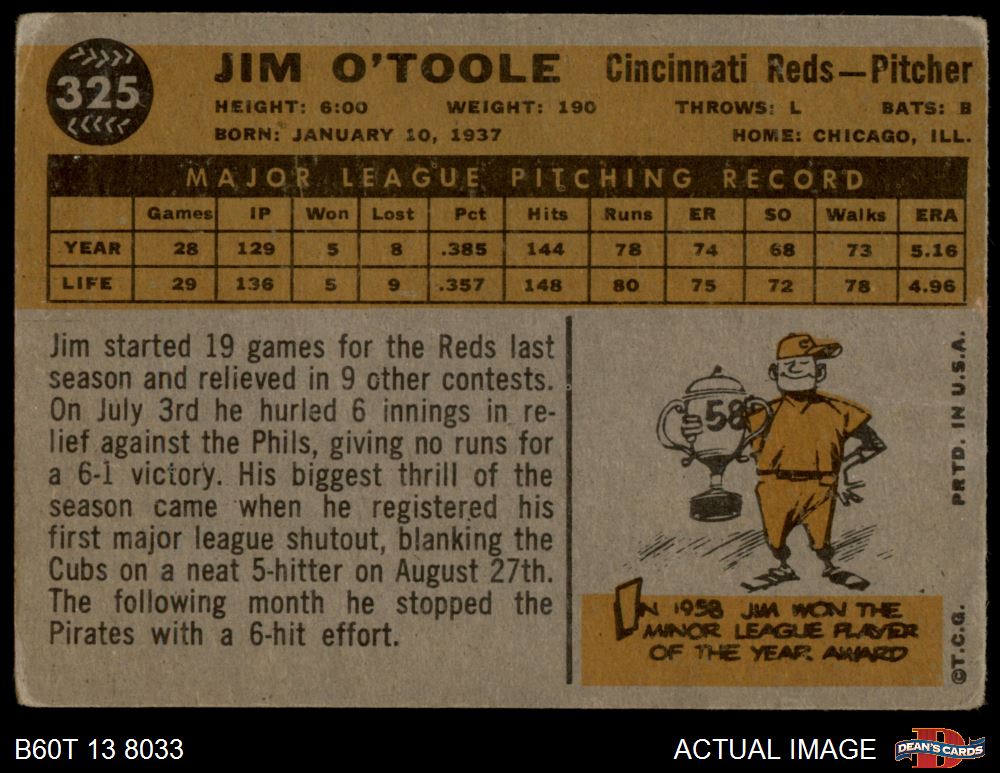 325
JIM O'TOOLE Cincinnati Reds—Pitcher
HEIGHT: 6:00 WEIGHT: 190 THROWS: L BATS: B
BORN: JANUARY 10, 1937 HOME: CHICAGO, ILL.
MAJOR LEAGUE PITCHING RECORD
Games IP Won Lost Pct Hits Runs ER SO Walks ERA
YEAR 28 129 5 8 .385 144 78 74 68 73 5.16
LIFE 29 136 5 9 .357 148 80 75 72 78 4.96
Jim started 19 games for the Reds last
season and relieved in 9 other contests.
On July 3rd he hurled 6 innings in re-
lief against the Phils, giving no runs for
a 6-1 victory. His biggest thrill of the
season came when he registered his
first major league shutout, blanking the
Cubs on a neat 5-hitter on August 27th.
The following month he stopped the
Pirates with a 6-hit effort.
C
58
IN 1958 JIM WON THE
MINOR LEAGUE PLAYER
OF THE YEAR AWARD
©T.C.G. PRTD. IN U.S.A.
B60T 13 8033 ACTUAL IMAGE
D
DEAN'S CARDS